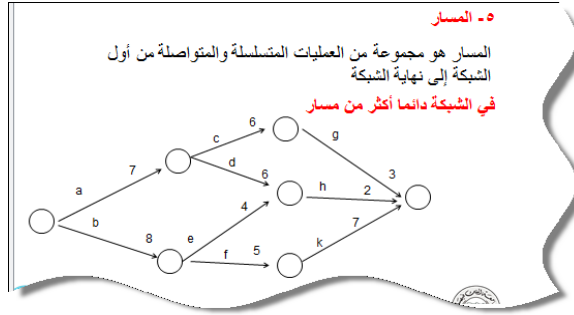 ٥- المسار
المسار هو مجموعة من العمليات المتسلسلة والمتواصلة من أول
الشبكة إلى نهاية الشبكة
في الشبكة دائما أكثر من مسار
6
c
g
7
d
a
6
3
h
2
4
b
7
8
e
k
f
5